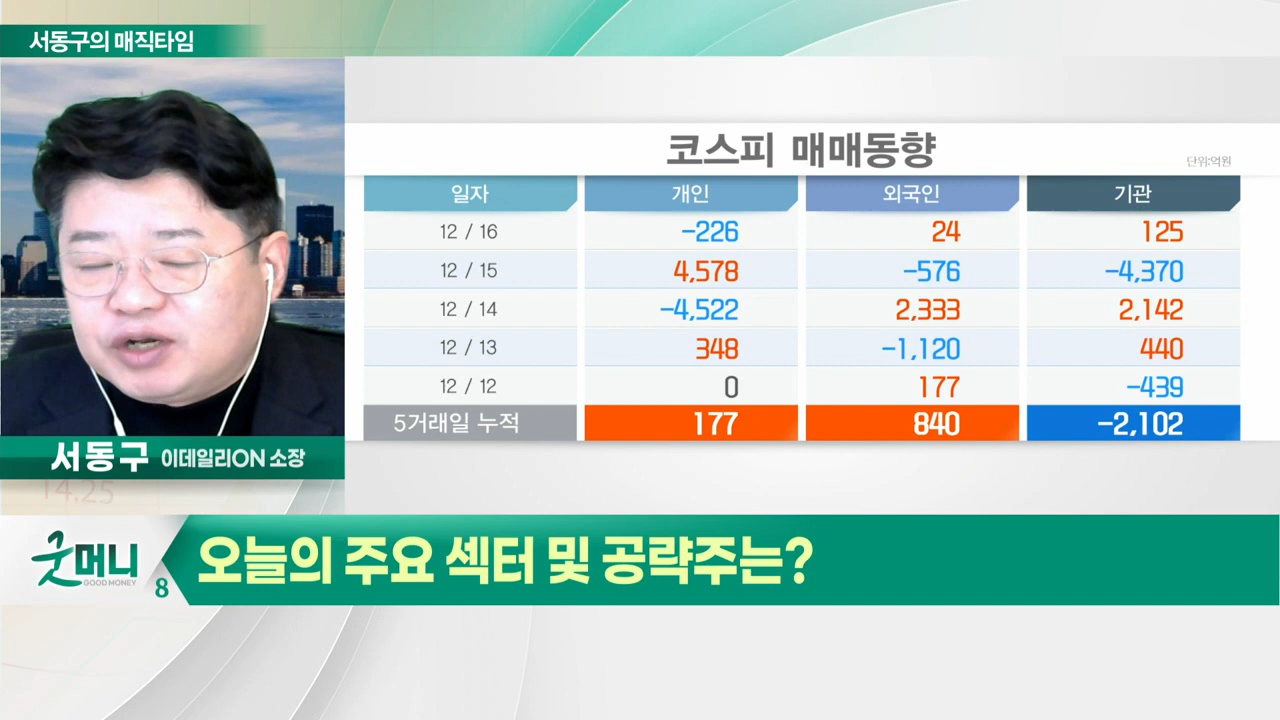 서동구의 매직타임
코스피 매매동향
단위:억원
일자 개인 외국인 기관
12 / 16 -226 24 125
12 / 15 4,578 -576 -4,370
12 / 14 -4,522 2,333 2,142
12 / 13 348 -1,120 440
12 / 12 0 177 -439
5거래일 누적 177 840 -2,102
서동구 이데일리ON 소장
14.25
굿머니
GOOD MONEY
8
오늘의 주요 섹터 및 공략주는?